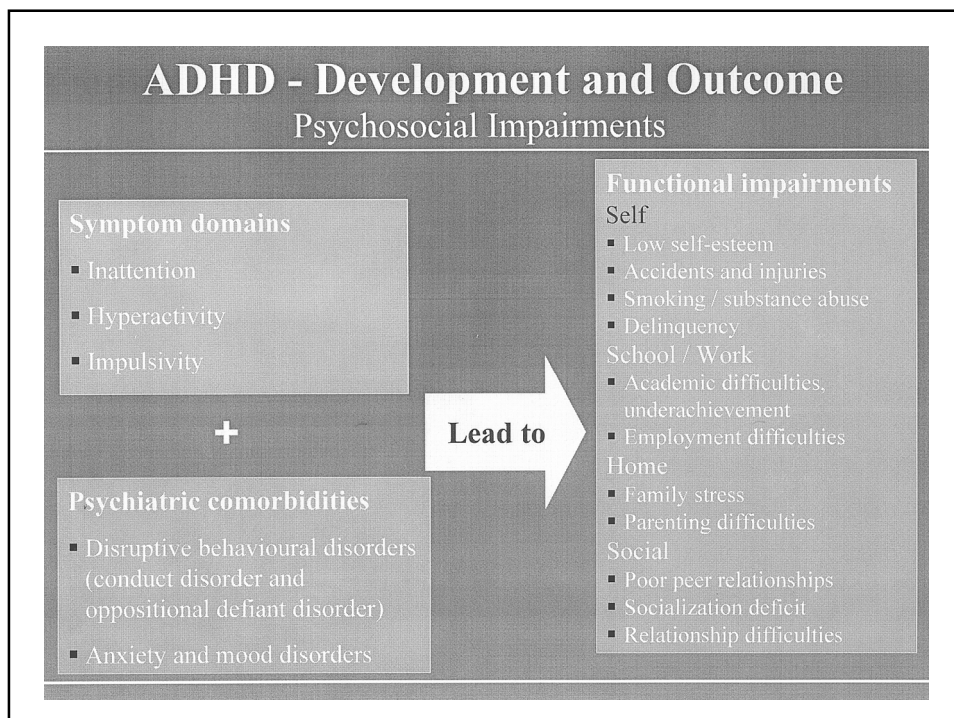 ADHD - Development and Outcome
Psychosocial Impairments
Symptom domains
▪ Inattention
▪ Hyperactivity
▪ Impulsivity
+
Psychiatric comorbidities
▪ Disruptive behavioural disorders
(conduct disorder and
oppositional defiant disorder)
▪ Anxiety and mood disorders
Lead to
Functional impairments
Self
▪ Low self-esteem
▪ Accidents and injuries
▪ Smoking / substance abuse
▪ Delinquency
School / Work
▪ Academic difficulties,
underachievement
▪ Employment difficulties
Home
▪ Family stress
▪ Parenting difficulties
Social
▪ Poor peer relationships
▪ Socialization deficit
▪ Relationship difficulties